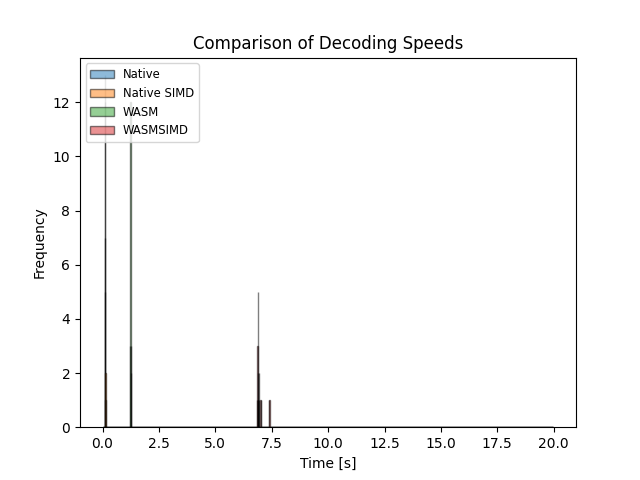 Comparison of Decoding Speeds
Native
Native SIMD
WASM
WASMSIMD
12
10
8
6
4
2
0
Frequency
0.0 2.5 5.0 7.5 10.0 12.5 15.0 17.5 20.0
Time [s]